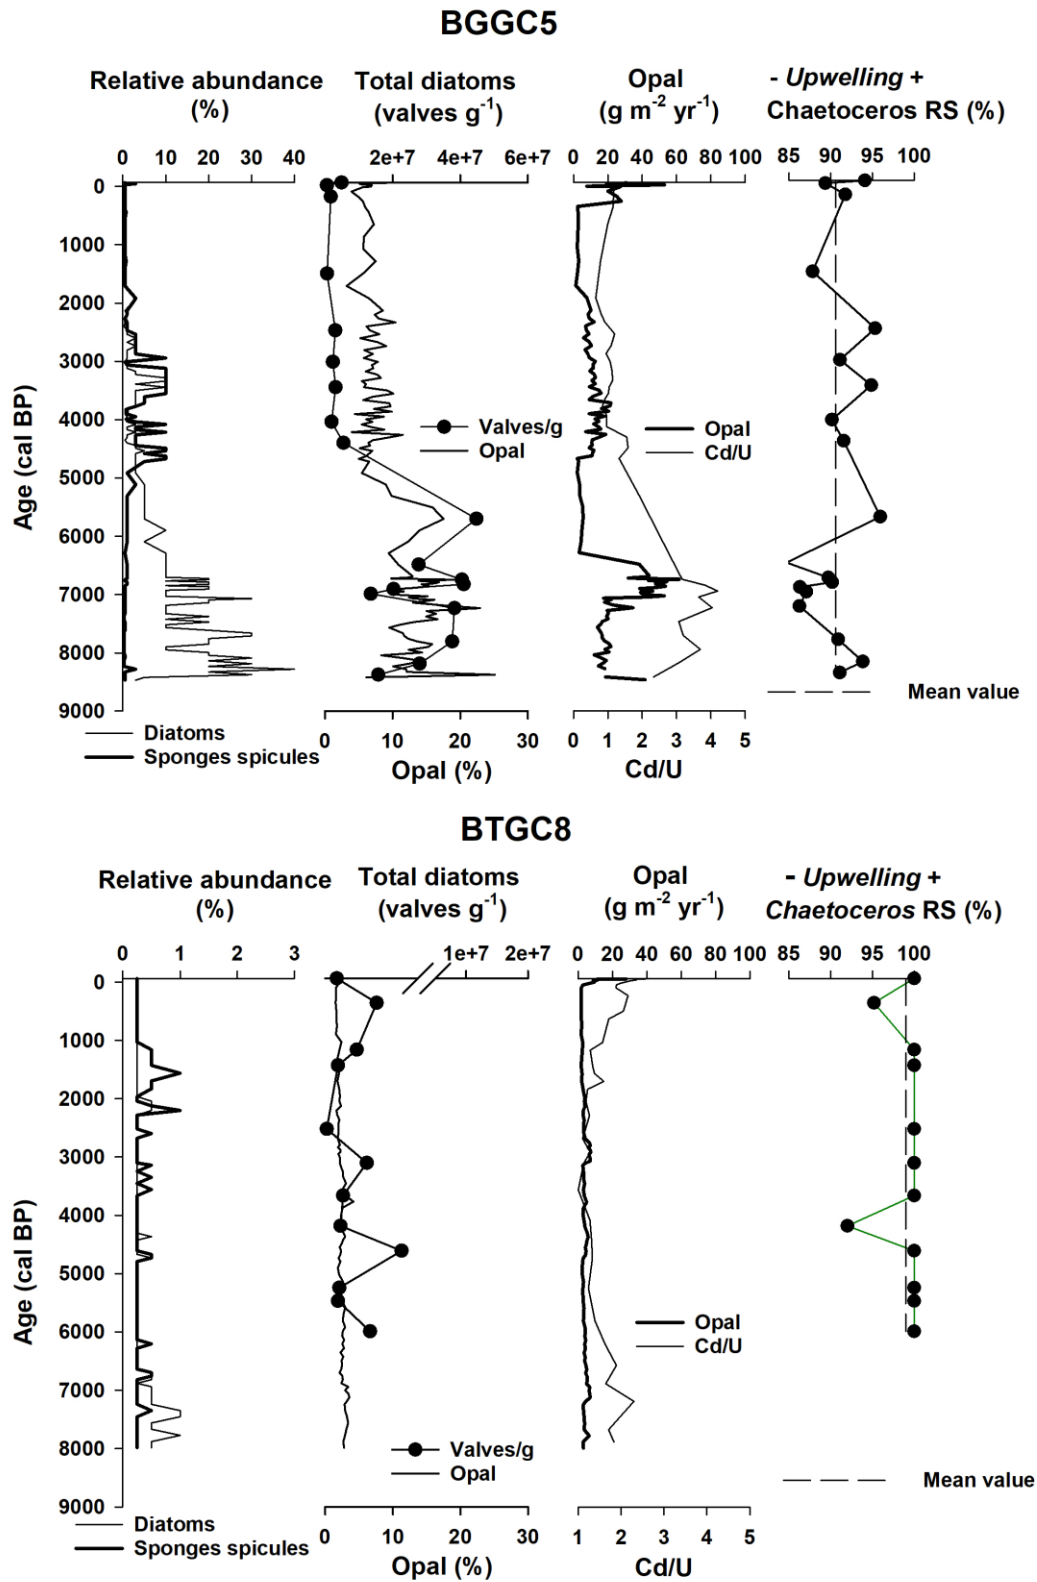 BGGC5
Relative abundance
(%)
Total diatoms
(valves g-1)
Opal
(g m-2 yr-1)
- Upwelling +
Chaetoceros RS (%)
0 10 20 30 40
2e+7 4e+7 6e+7
0 20 40 60 80 100
85 90 95 100
Age (cal BP)
0
1000
2000
3000
4000
5000
6000
7000
8000
9000
Valves/g
Opal
Opal
Cd/U
Mean value
Diatoms
Sponges spicules
0 10 20 30
Opal (%)
0 1 2 3 4 5
Cd/U
BTGC8
Relative abundance
(%)
Total diatoms
(valves g-1)
Opal
(g m-2 yr-1)
- Upwelling +
Chaetoceros RS (%)
0 1 2 3
1e+7 2e+7
0 20 40 60 80 100
85 90 95 100
Age (cal BP)
0
1000
2000
3000
4000
5000
6000
7000
8000
9000
Opal
Cd/U
Valves/g
Opal
Mean value
Diatoms
Sponges spicules
0 10 20 30
Opal (%)
1 2 3 4 5
Cd/U